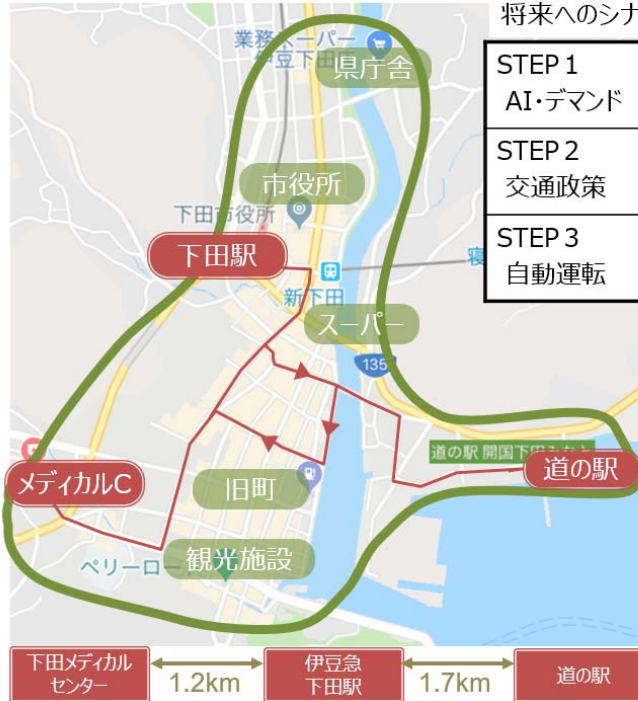 将来へのシナ
STEP 1
AI・デマンド
STEP 2
交通政策
STEP 3
自動運転
業務スーパー
伊豆下田店
県庁舎
市役所
下田市役所
下田駅
寝
新下田
スーパー
135
道の駅 開国下田みなと
道の駅
メディカルC
旧町
観光施設
ペリーロード
下田メディカル
センター
1.2km
伊豆急
下田駅
1.7km
道の駅